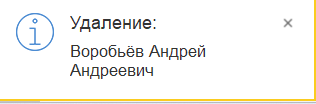 Удаление:
Воробьёв Андрей
Андреевич